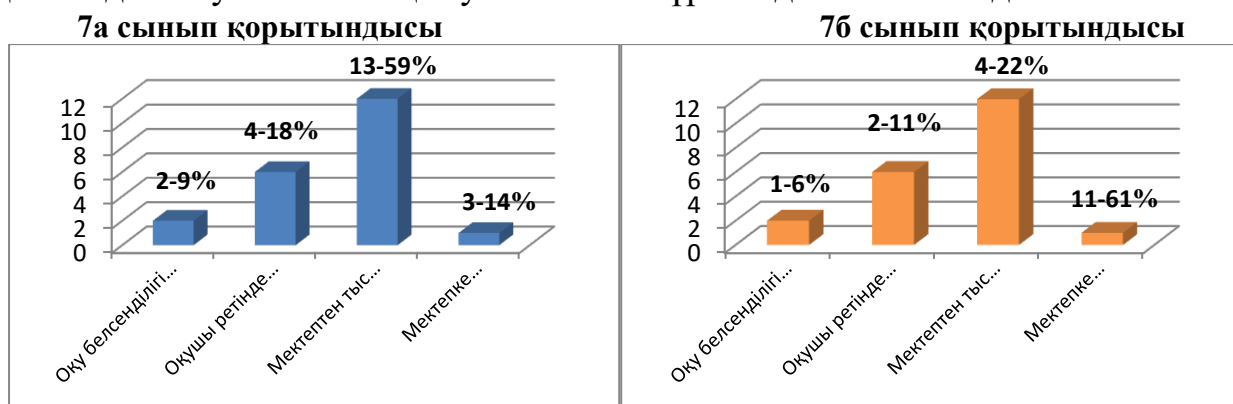 7а сынып қорытындысы
13-59%
4-18%
2-9%
3-14%
12
10
8
6
4
2
0
Оқу белсенділігі...
Оқушы ретінде...
Мектептен тыс...
Мектепке...
7б сынып қорытындысы
4-22%
2-11%
1-6%
11-61%
12
10
8
6
4
2
0
Оқу белсенділігі...
Оқушы ретінде...
Мектептен тыс...
Мектепке...